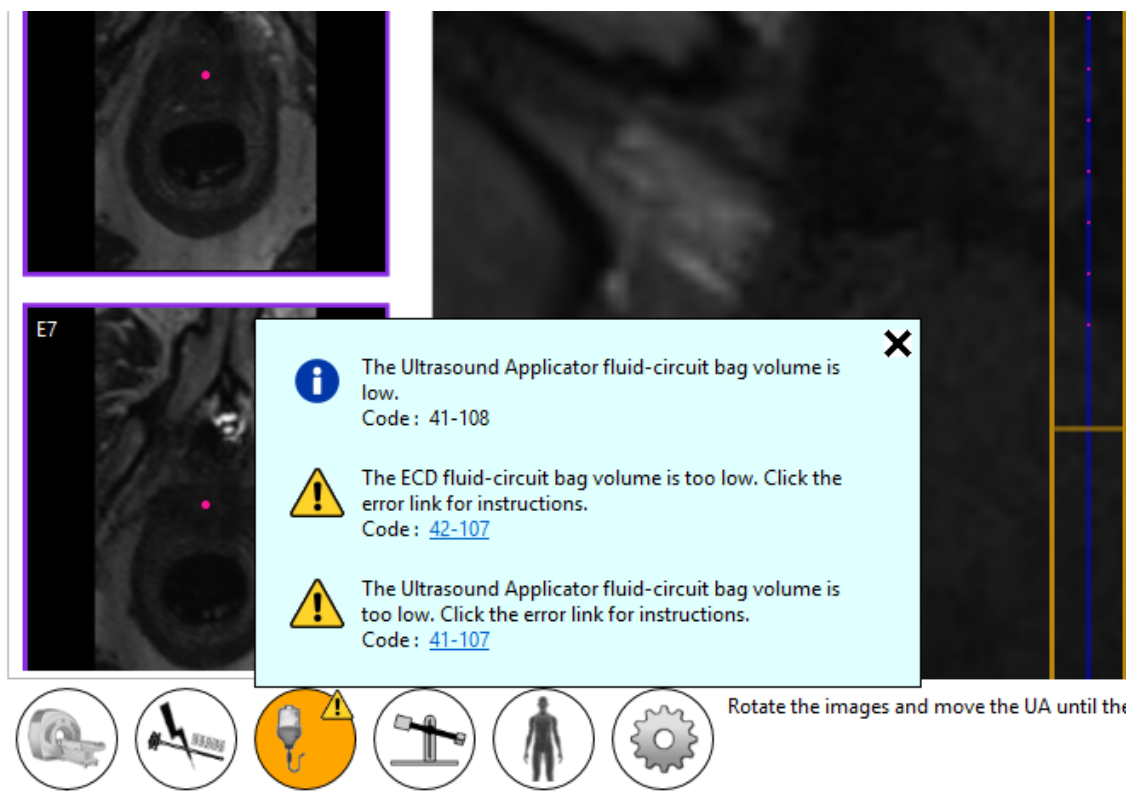 E7
The Ultrasound Applicator fluid-circuit bag volume is
low.
Code : 41-108
The ECD fluid-circuit bag volume is too low. Click the
error link for instructions.
Code : 42-107
The Ultrasound Applicator fluid-circuit bag volume is
too low. Click the error link for instructions.
Code : 41-107
Rotate the images and move the UA until the